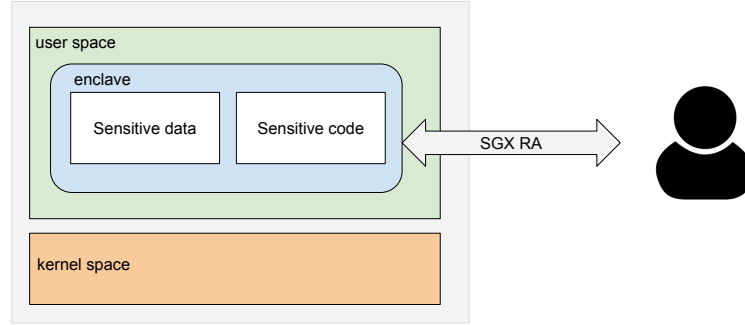 user space
enclave
Sensitive data
Sensitive code
SGX RA
kernel space